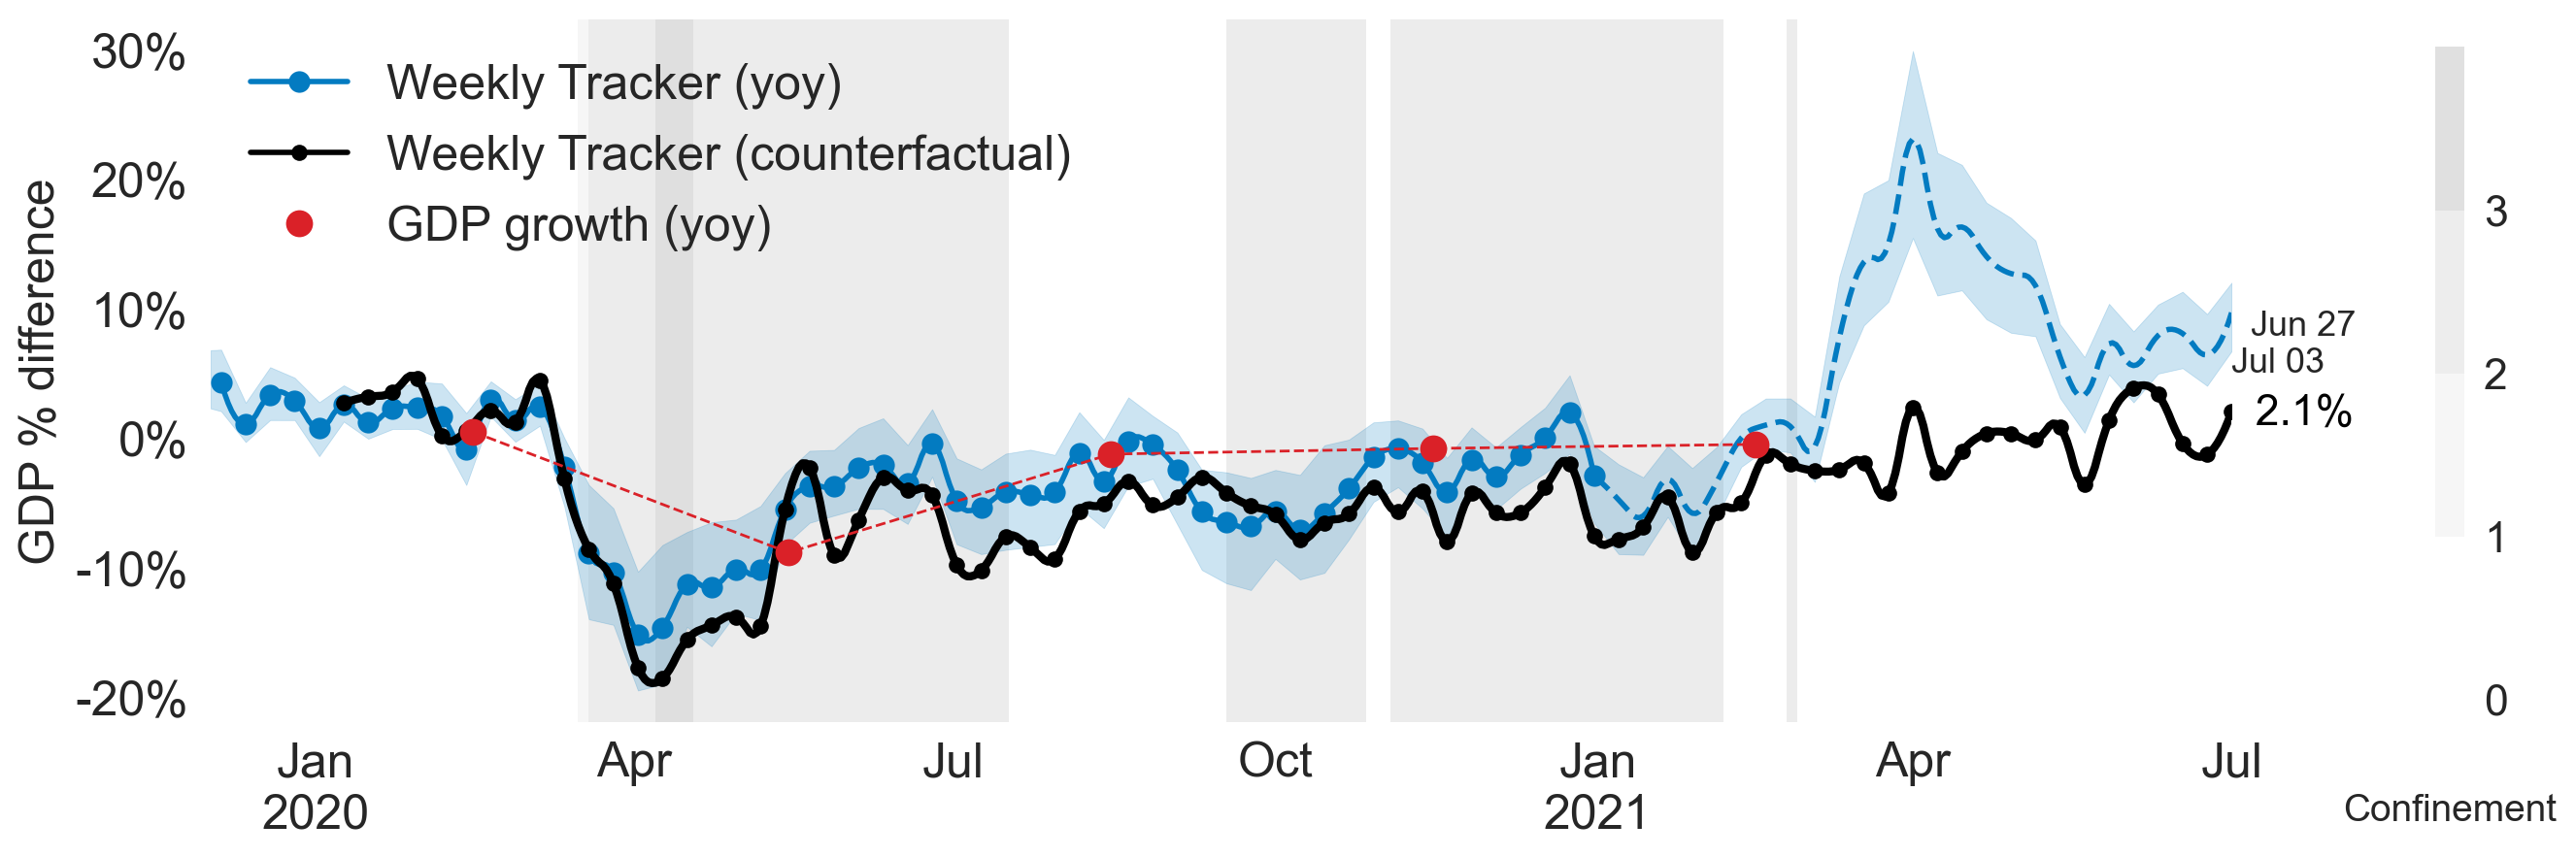 30%
20%
10%
0%
-10%
-20%
GDP % difference
Weekly Tracker (yoy)
Weekly Tracker (counterfactual)
GDP growth (yoy)
Jun 27
Jul 03
2.1%
3
2
1
0
Confinement
Jan
2020
Apr
Jul
Oct
Jan
2021
Apr
Jul